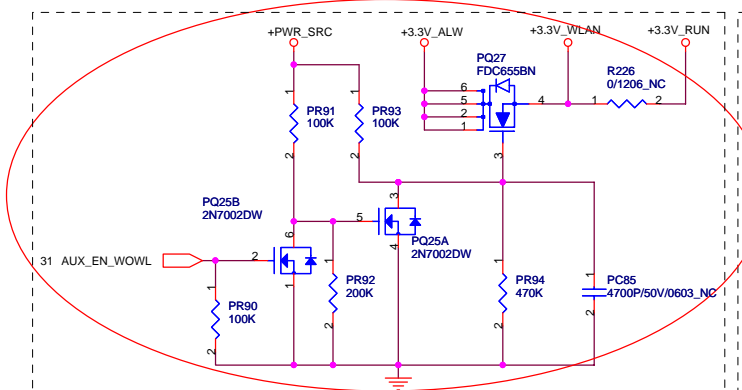 +PWR_SRC
+3.3V_ALW
+3.3V_WLAN
+3.3V_RUN
PQ27
FDC655BN
R226
0/1206_NC
6
5
2
1
4
3
1
2
1
PR91
100K
2
1
PR93
100K
2
PQ25B
2N7002DW
6
2
1
5
3
4
PQ25A
2N7002DW
31 AUX_EN_WOWL
1
PR90
100K
2
1
PR92
200K
2
1
PR94
470K
2
1
PC85
4700P/50V/0603_NC
2